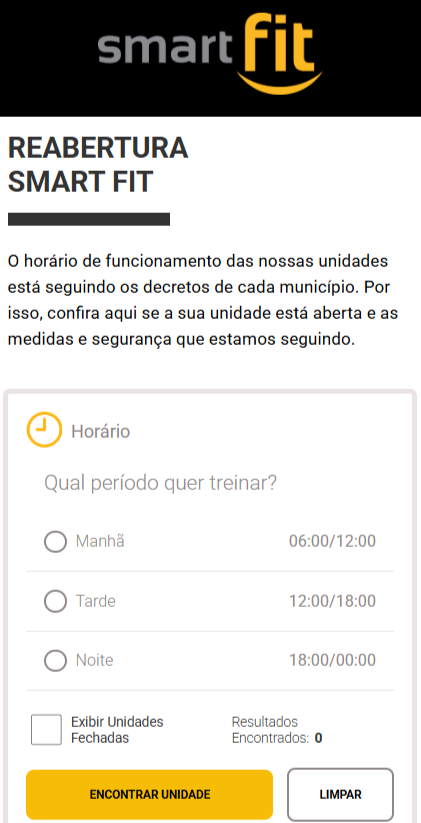 smart fit
REABERTURA
SMART FIT
O horário de funcionamento das nossas unidades
está seguindo os decretos de cada município. Por
isso, confira aqui se a sua unidade está aberta e as
medidas e segurança que estamos seguindo.
Horário
Qual período quer treinar?
Manhã 06:00/12:00
Tarde 12:00/18:00
Noite 18:00/00:00
Exibir Unidades Resultados
Fechadas Encontrados: 0
ENCONTRAR UNIDADE LIMPAR